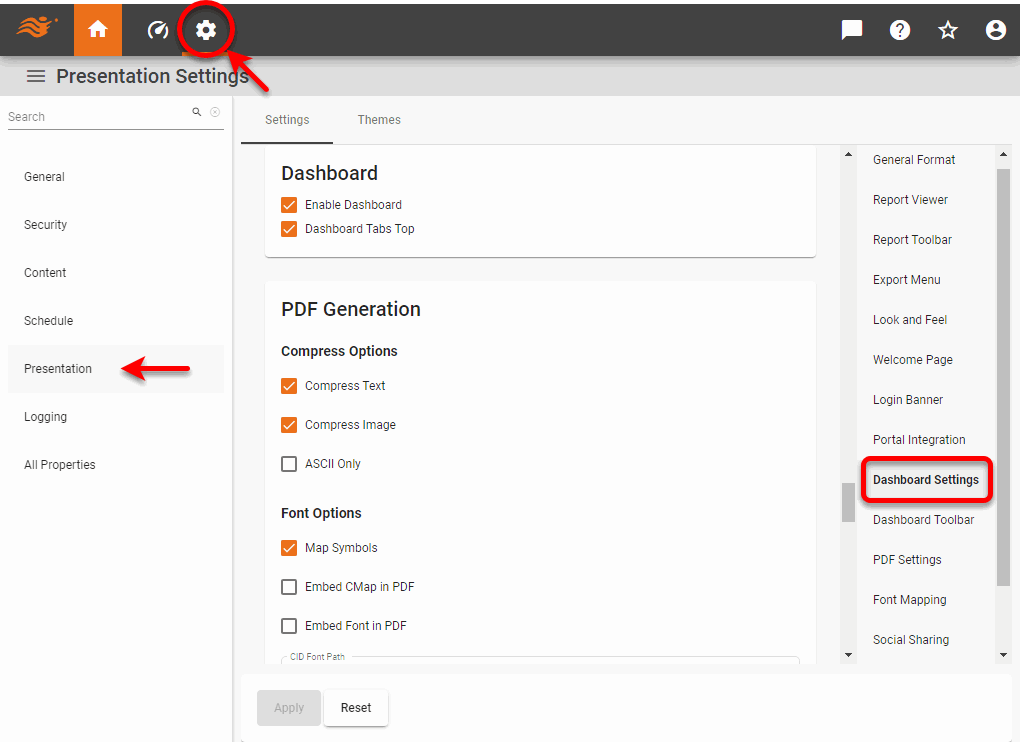 Presentation Settings
Search
General
Security
Content
Schedule
Presentation
Logging
All Properties
Settings
Themes
Dashboard
Enable Dashboard
Dashboard Tabs Top
PDF Generation
Compress Options
Compress Text
Compress Image
ASCII Only
Font Options
Map Symbols
Embed CMap in PDF
Embed Font in PDF
CID Font Path
General Format
Report Viewer
Report Toolbar
Export Menu
Look and Feel
Welcome Page
Login Banner
Portal Integration
Dashboard Settings
Dashboard Toolbar
PDF Settings
Font Mapping
Social Sharing
Apply
Reset